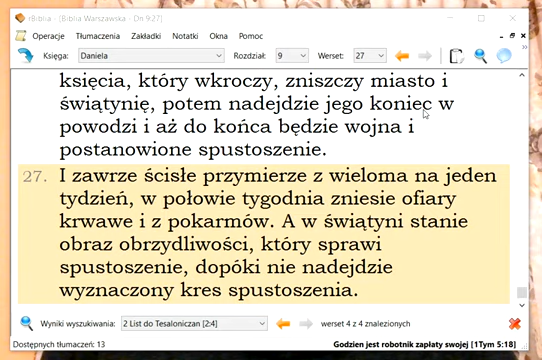 rBiblia - [Biblia Warszawska - Dn 9:27]
Operacje Tłumaczenia Zakładki Notatki Okna Pomoc
Księga: Daniela Rozdział: 9 Werset: 27
księcia, który wkroczy, zniszczy miasto i
świątynię, potem nadejdzie jego koniec w
powodzi i aż do końca będzie wojna i
postanowione spustoszenie.
27. I zawrze ścisłe przymierze z wieloma na jeden
tydzień, w połowie tygodnia zniesie ofiary
krwawe i z pokarmów. A w świątyni stanie
obraz obrzydliwości, który sprawi
spustoszenie, dopóki nie nadejdzie
wyznaczony kres spustoszenia.
Wyniki wyszukiwania: 2 List do Tesaloniczan [2:4] werset 4 z 4 znalezionych
Dostępnych tłumaczeń: 13 Godzien jest robotnik zapłaty swojej [1Tym 5:18]